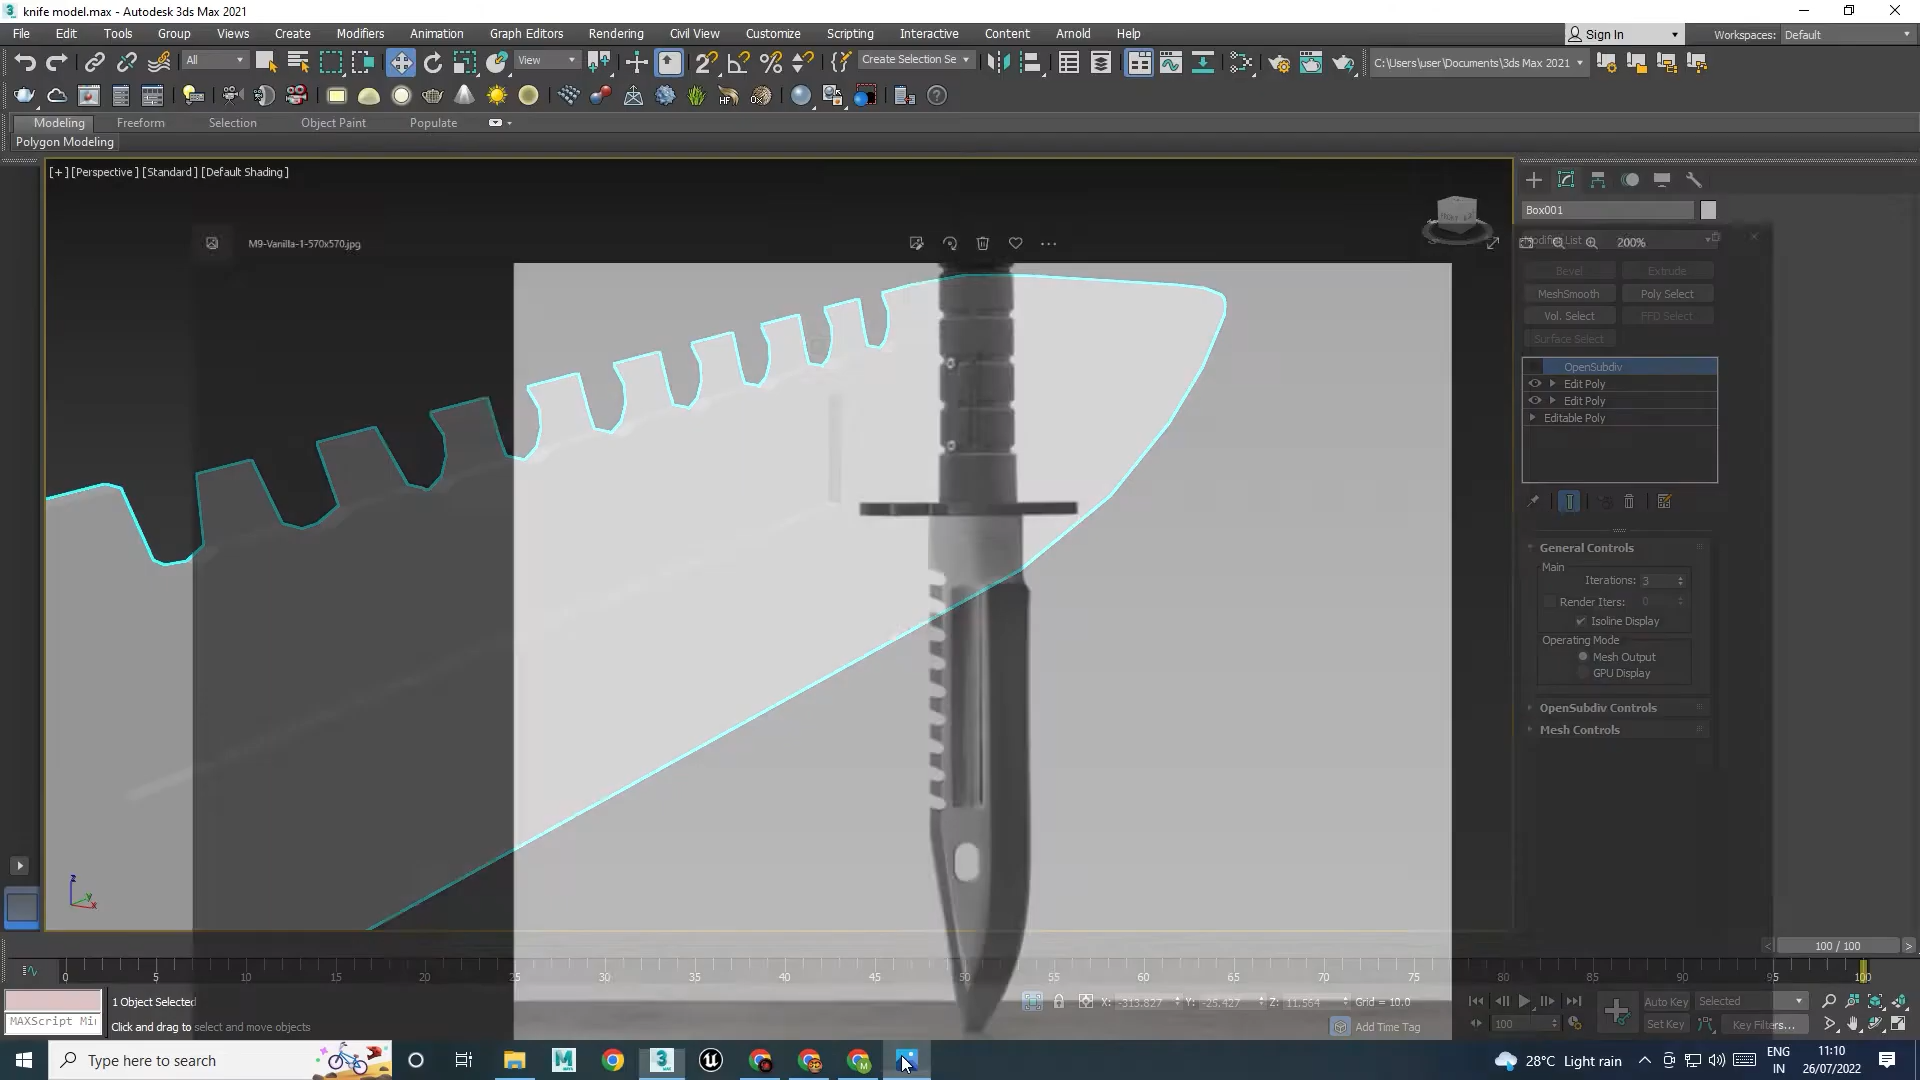 knife model.max - Autodesk 3ds Max 2021
File Edit Tools Group Views Create Modifiers Animation Graph Editors Rendering Civil View Customize Scripting Interactive Content Arnold Help
Sign In
Workspaces: Default
All
View
Create Selection Se
C:\Users\user\Documents\3ds Max 2021
Modeling Freeform Selection Object Paint Populate
Polygon Modeling
[+] [Perspective] [Standard] [Default Shading]
M9-Vanilla-1-570x570.jpg
200%
Box001
Modifier List
Bevel Extrude
MeshSmooth Poly Select
Vol. Select FFD Select
Surface Select
OpenSubdiv
Edit Poly
Edit Poly
Editable Poly
General Controls
Main
Iterations: 3
Render Iters: 0
Isoline Display
Operating Mode
Mesh Output
GPU Display
OpenSubdiv Controls
Mesh Controls
100 / 100
0 5 10 15 20 25 30 35 40 45 50 55 60 65 70 75 80 85 90 95 100
1 Object Selected
X: -313.827 Y: -25.427 Z: 11.564 Grid = 10.0
Auto Key Selected
MAXScript Mi
Click and drag to select and move objects
Add Time Tag
100
Set Key Key Filters...
Type here to search
28°C Light rain
ENG
IN
11:10
26/07/2022